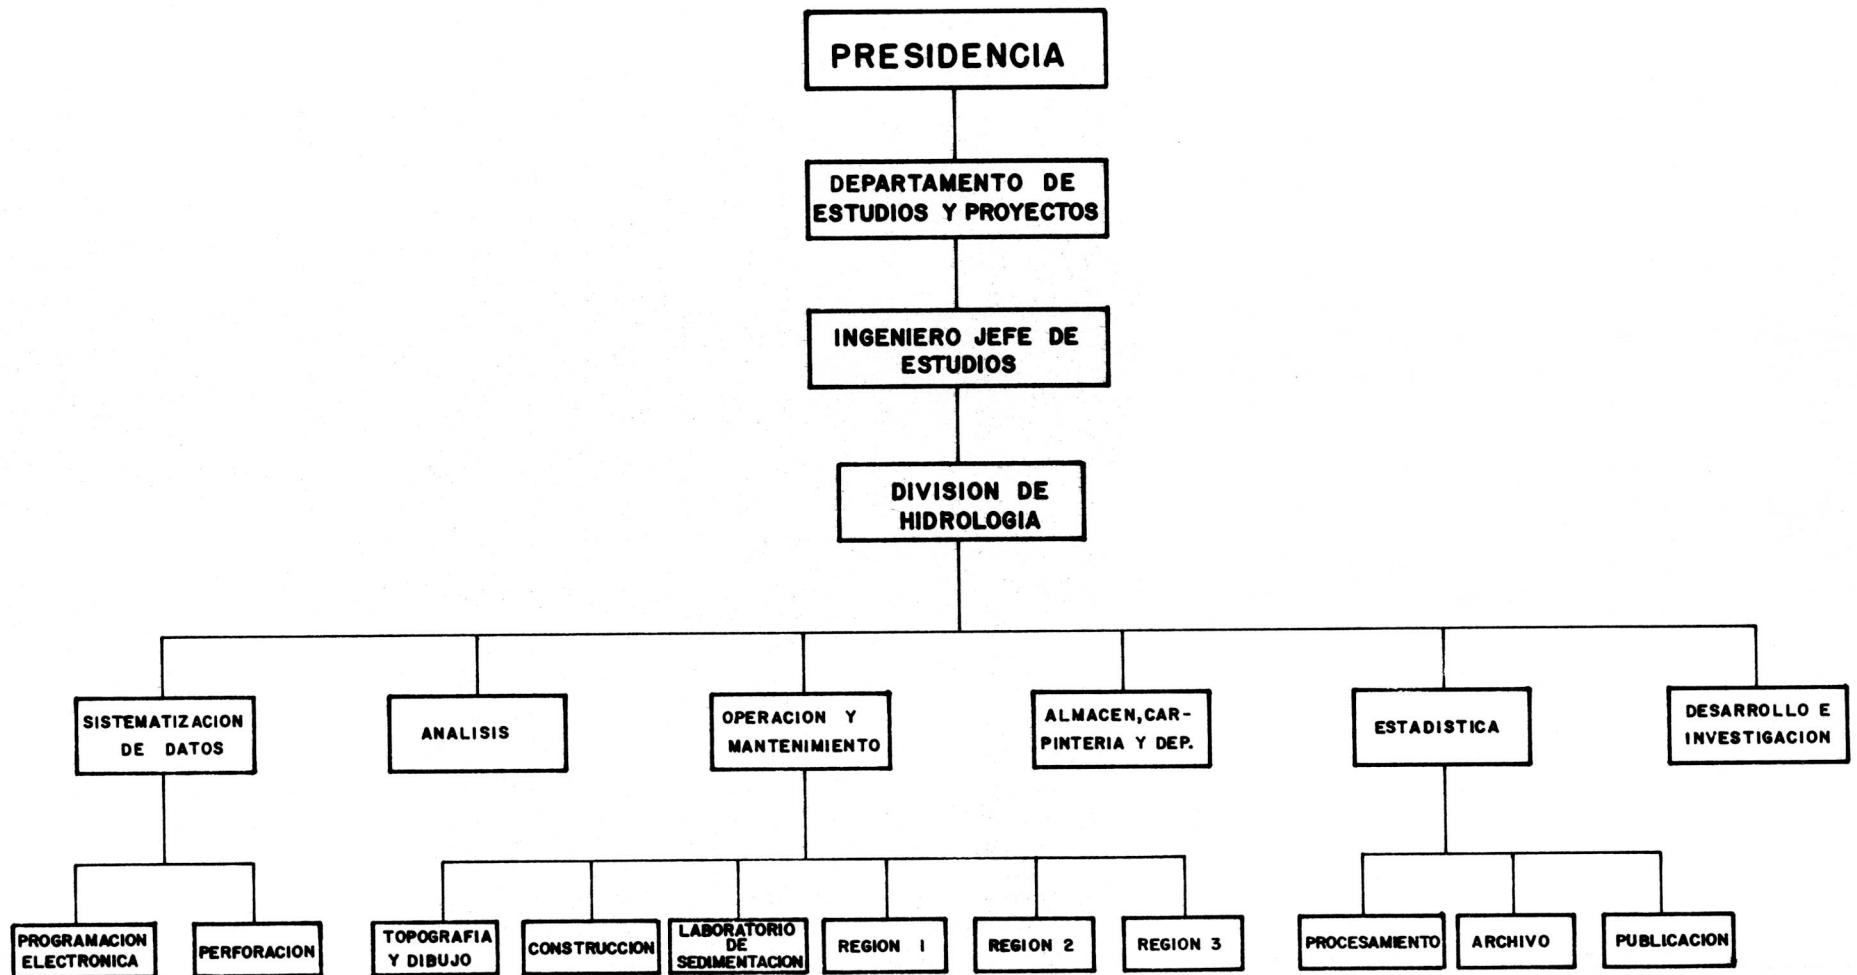 PRESIDENCIA
DEPARTAMENTO DE
ESTUDIOS Y PROYECTOS
INGENIERO JEFE DE
ESTUDIOS
DIVISION DE
HIDROLOGIA
SISTEMATIZACION
DE DATOS
ANALISIS
OPERACION Y
MANTENIMIENTO
ALMACEN, CAR-
PINTERIA Y DEP.
ESTADISTICA
DESARROLLO E
INVESTIGACION
PROGRAMACION
ELECTRONICA
PERFORACION
TOPOGRAFIA
Y DIBUJO
CONSTRUCCION
LABORATORIO
DE
SEDIMENTACION
REGION 1
REGION 2
REGION 3
PROCESAMIENTO
ARCHIVO
PUBLICACION